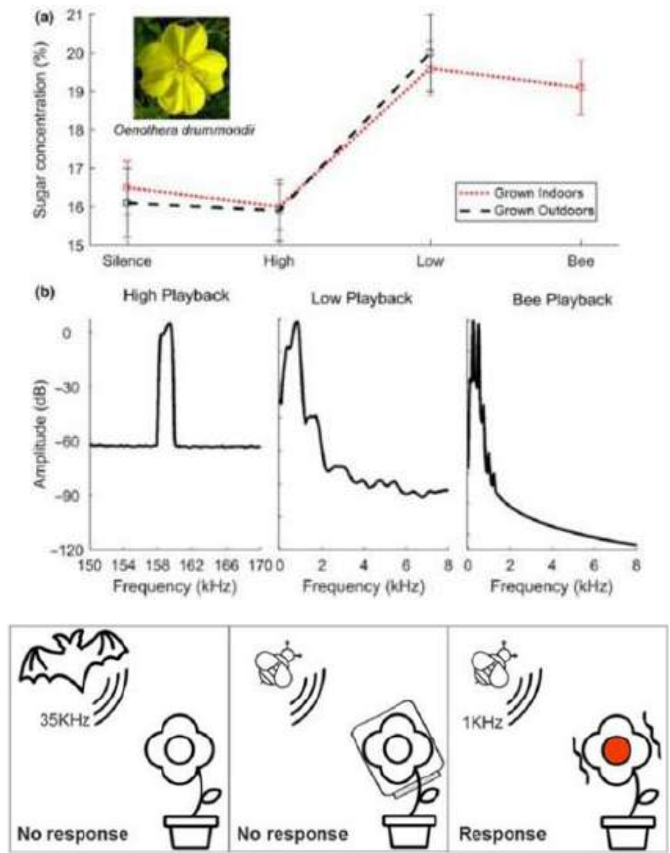 (a)
21
20
19
18
17
16
15
Sugar concentration (%)
Oenothera drummondii
Grown Indoors
Grown Outdoors
Silence High Low Bee
(b)
High Playback Low Playback Bee Playback
0
-30
-60
-90
-120
Amplitude (dB)
150 154 158 162 166 170 0 2 4 6 8 0 2 4 6 8
Frequency (kHz) Frequency (kHz) Frequency (kHz)
35KHz 1KHz
No response No response Response